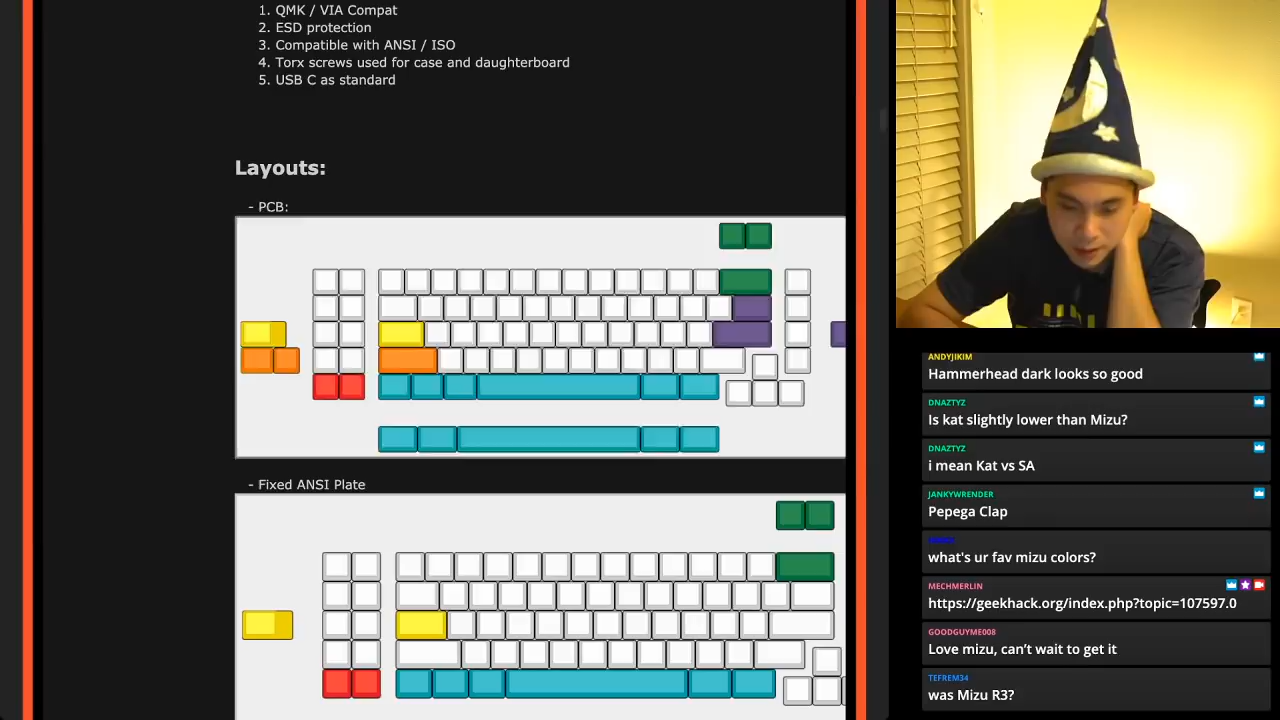 1. QMK / VIA Compat
2. ESD protection
3. Compatible with ANSI / ISO
4. Torx screws used for case and daughterboard
5. USB C as standard
Layouts:
- PCB:
- Fixed ANSI Plate
ANDYJIKIM
Hammerhead dark looks so good
DNAZTYZ
Is kat slightly lower than Mizu?
DNAZTYZ
i mean Kat vs SA
JANKYWRENDER
Pepega Clap
what's ur fav mizu colors?
MECHMERLIN
https://geekhack.org/index.php?topic=107597.0
GOODGUYME008
Love mizu, can't wait to get it
TEFREM34
was Mizu R3?